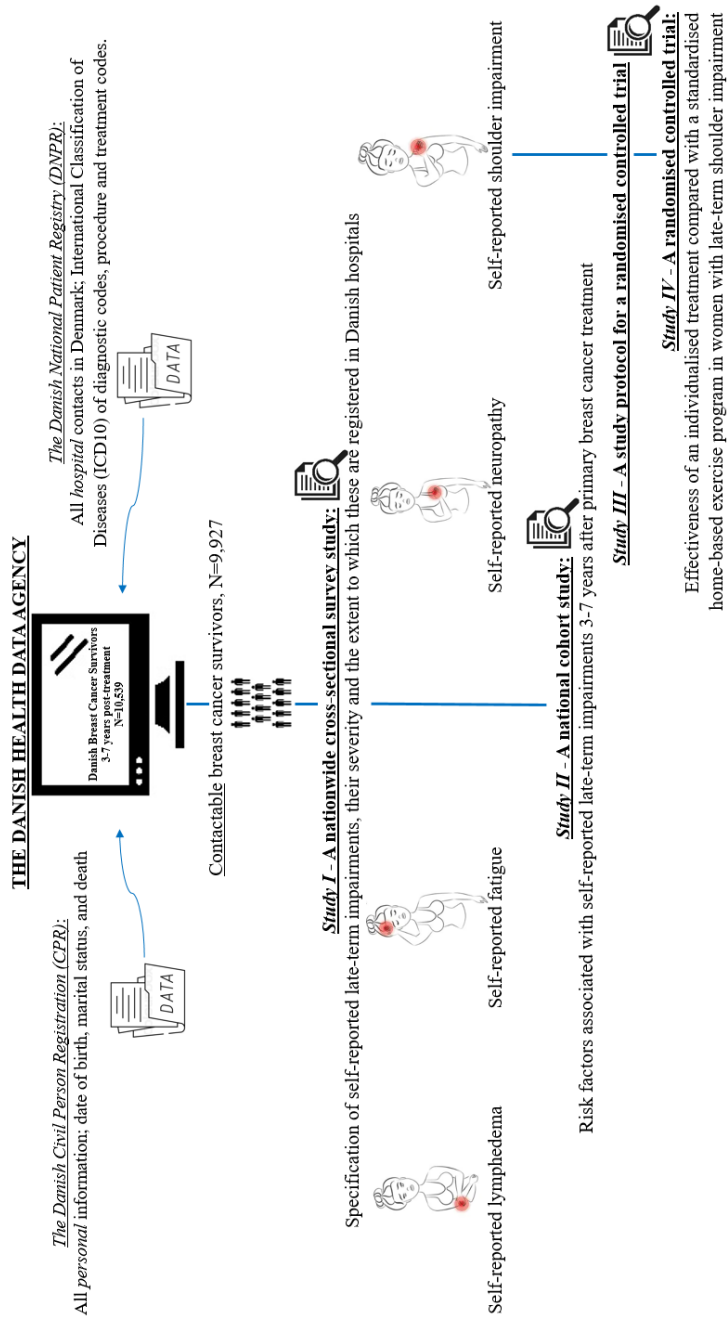 THE DANISH HEALTH DATA AGENCY
The Danish Civil Person Registration (CPR):
All personal information; date of birth, marital status, and death
DATA
Danish Breast Cancer Survivors
3-7 years post-treatment
N=10,539
The Danish National Patient Registry (DNPR):
All hospital contacts in Denmark; International Classification of
Diseases (ICD10) of diagnostic codes, procedure and treatment codes.
DATA
Contactable breast cancer survivors, N=9,927
Study I - A nationwide cross-sectional survey study:
Specification of self-reported late-term impairments, their severity and the extent to which these are registered in Danish hospitals
Self-reported lymphedema
Self-reported fatigue
Self-reported neuropathy
Self-reported shoulder impairment
Study II - A national cohort study:
Risk factors associated with self-reported late-term impairments 3-7 years after primary breast cancer treatment
Study III - A study protocol for a randomised controlled trial
Study IV - A randomised controlled trial:
Effectiveness of an individualised treatment compared with a standardised
home-based exercise program in women with late-term shoulder impairment